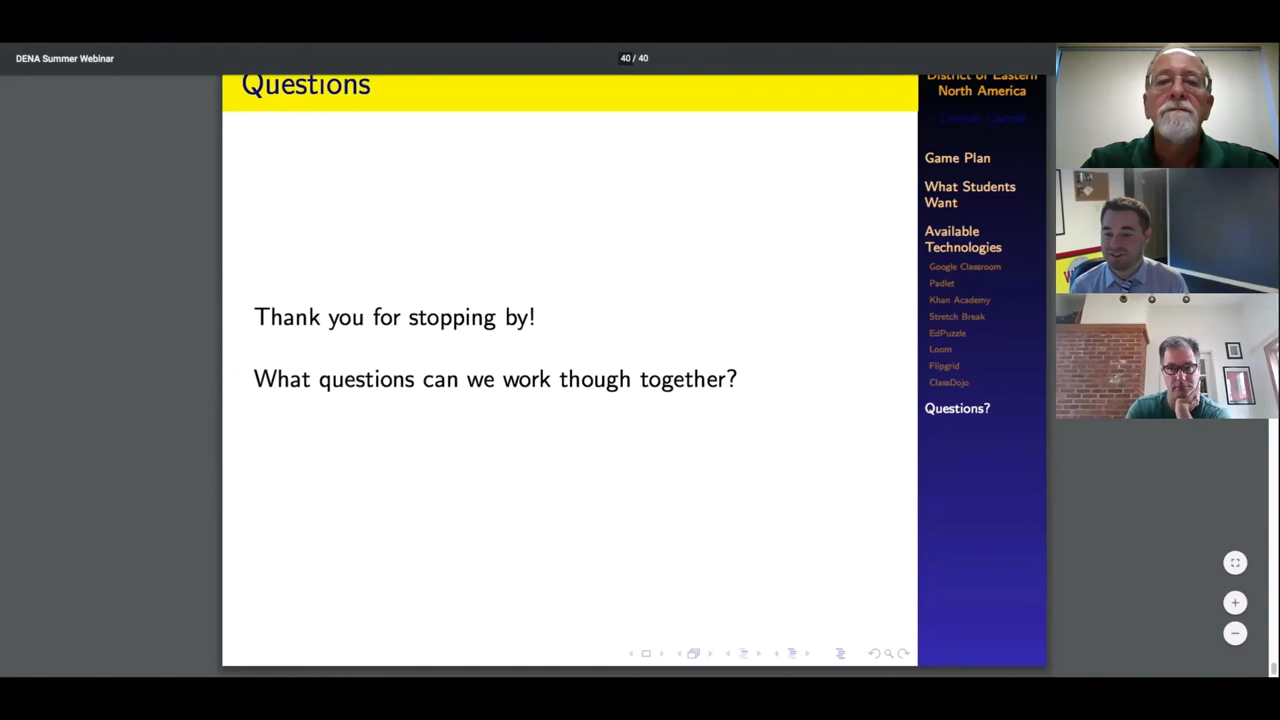 DENA Summer Webinar
40 / 40
Questions
Thank you for stopping by!
What questions can we work though together?
District of Eastern
North America
Game Plan
What Students
Want
Available
Technologies
Google Classroom
Padlet
Khan Academy
Stretch Break
EdPuzzle
Loom
Flipgrid
ClassDojo
Questions?